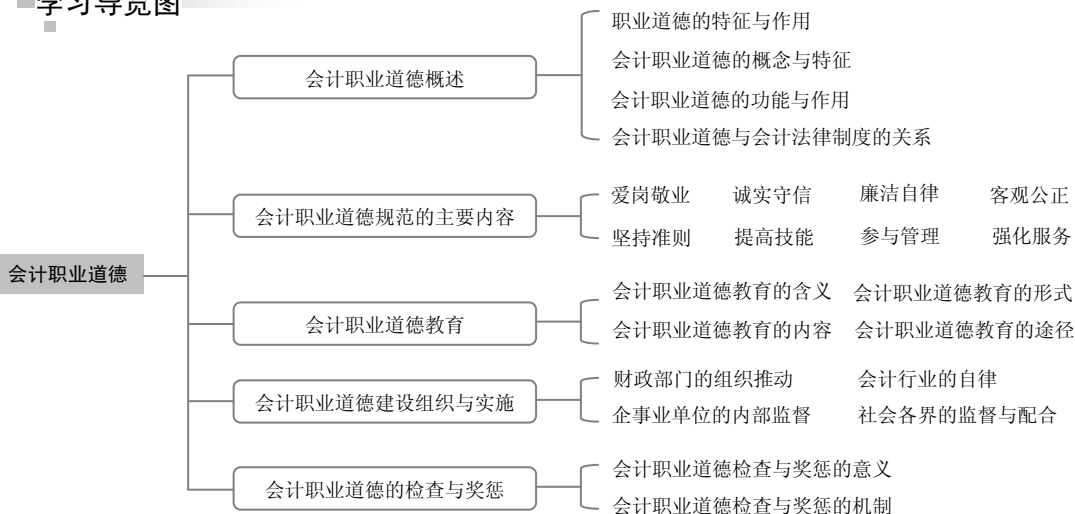 学习导览图
会计职业道德
会计职业道德概述
职业道德的特征与作用
会计职业道德的概念与特征
会计职业道德的功能与作用
会计职业道德与会计法律制度的关系
会计职业道德规范的主要内容
爱岗敬业 诚实守信 廉洁自律 客观公正
坚持准则 提高技能 参与管理 强化服务
会计职业道德教育
会计职业道德教育的含义 会计职业道德教育的形式
会计职业道德教育的内容 会计职业道德教育的途径
会计职业道德建设组织与实施
财政部门的组织推动 会计行业的自律
企事业单位的内部监督 社会各界的监督与配合
会计职业道德的检查与奖惩
会计职业道德检查与奖惩的意义
会计职业道德检查与奖惩的机制